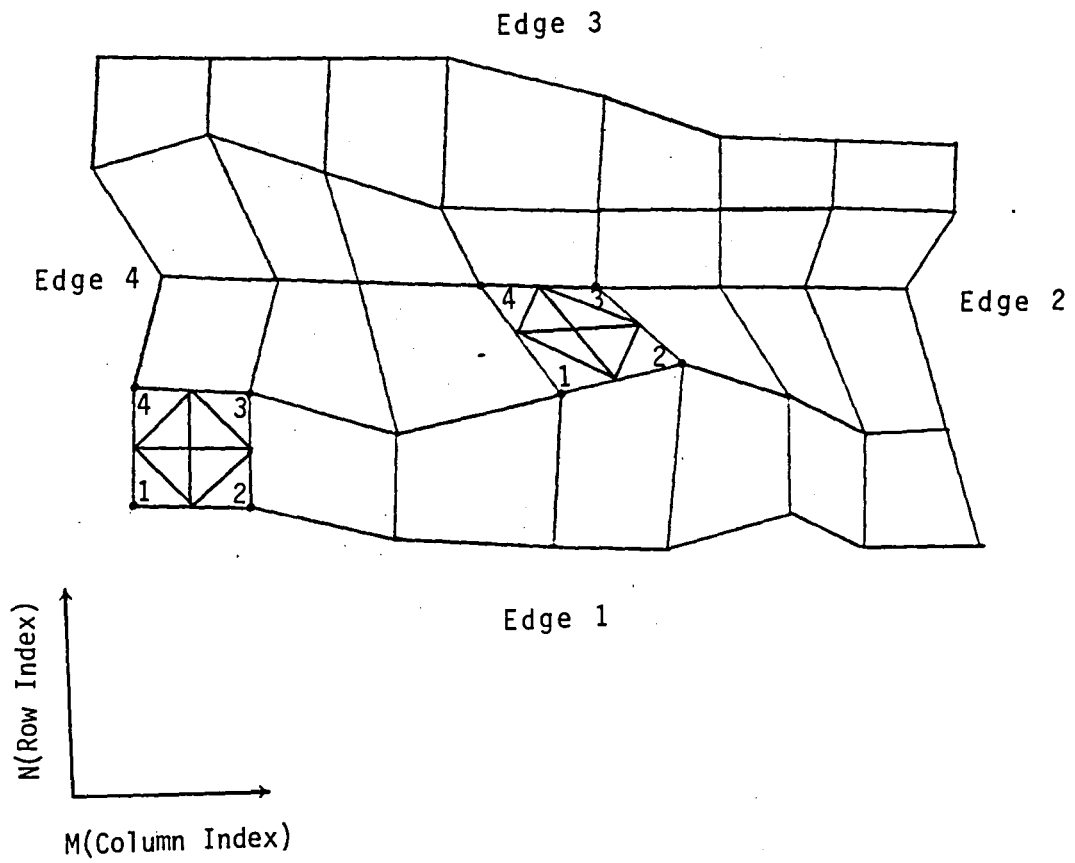 Edge 3
Edge 4
Edge 2
4 3
2
1
4 3
1 2
Edge 1
N(Row Index)
M(Column Index)